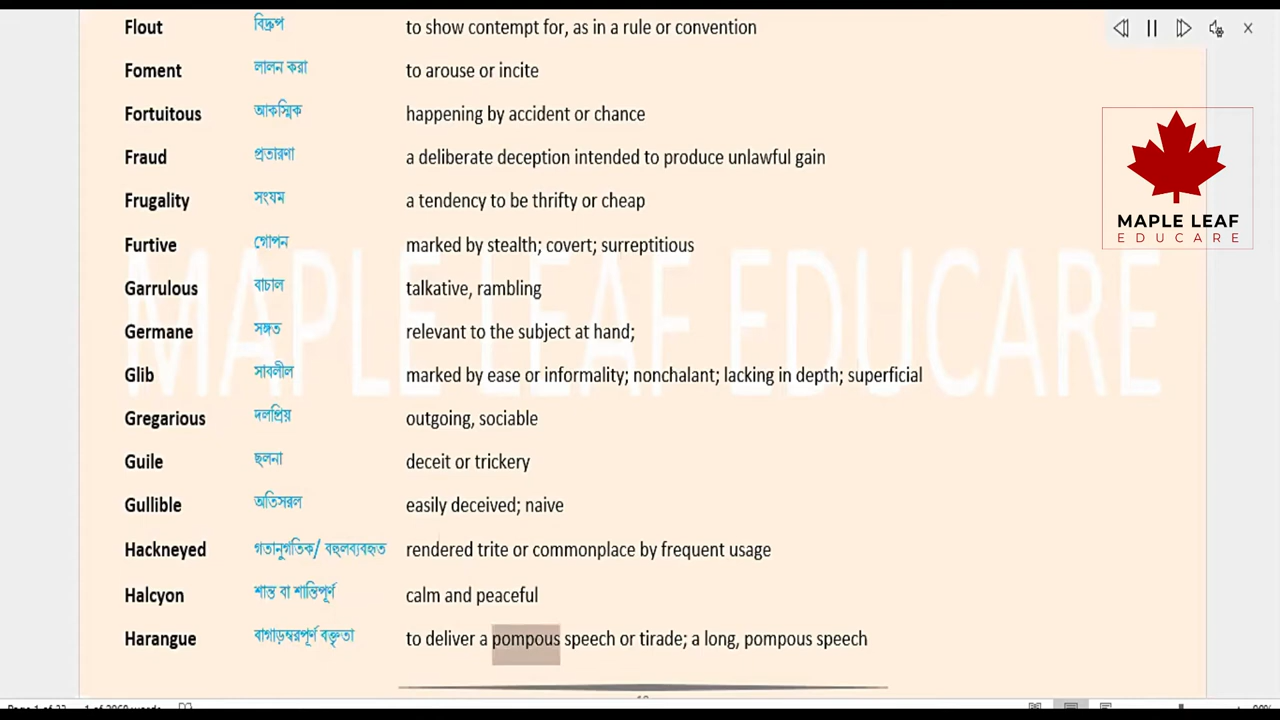 Flout বিদ্রুপ to show contempt for, as in a rule or convention
Foment লালন করা to arouse or incite
Fortuitous আকস্মিক happening by accident or chance
Fraud প্রতারণা a deliberate deception intended to produce unlawful gain
Frugality সংযম a tendency to be thrifty or cheap
Furtive গোপন marked by stealth; covert; surreptitious
Garrulous বাচাল talkative, rambling
Germane সঙ্গত relevant to the subject at hand;
Glib সাবলীল marked by ease or informality; nonchalant; lacking in depth; superficial
Gregarious দলপ্রিয় outgoing, sociable
Guile ছলনা deceit or trickery
Gullible অতিসরল easily deceived; naive
Hackneyed গতানুগতিক/ বহুলব্যবহৃত rendered trite or commonplace by frequent usage
Halcyon শান্ত বা শান্তিপূর্ণ calm and peaceful
Harangue বাগাড়ম্বরপূর্ণ বক্তৃতা to deliver a pompous speech or tirade; a long, pompous speech
MAPLE LEAF
EDUCARE
MAPLE LEAF EDUCARE